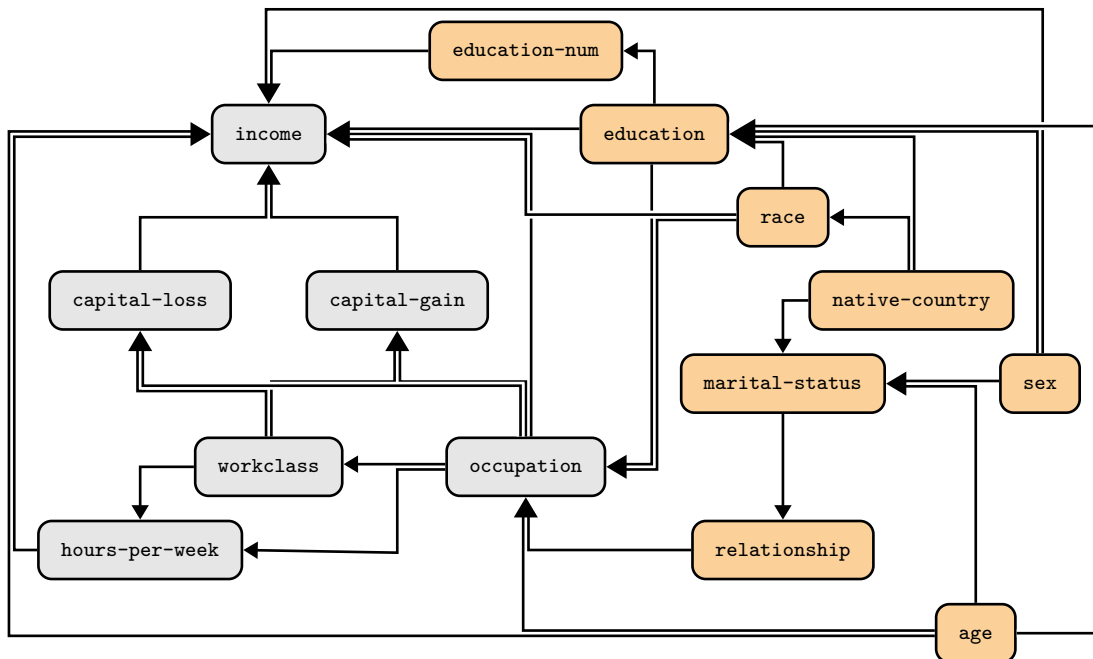 education-num
income
education
race
capital-loss
capital-gain
native-country
marital-status
sex
workclass
occupation
hours-per-week
relationship
age